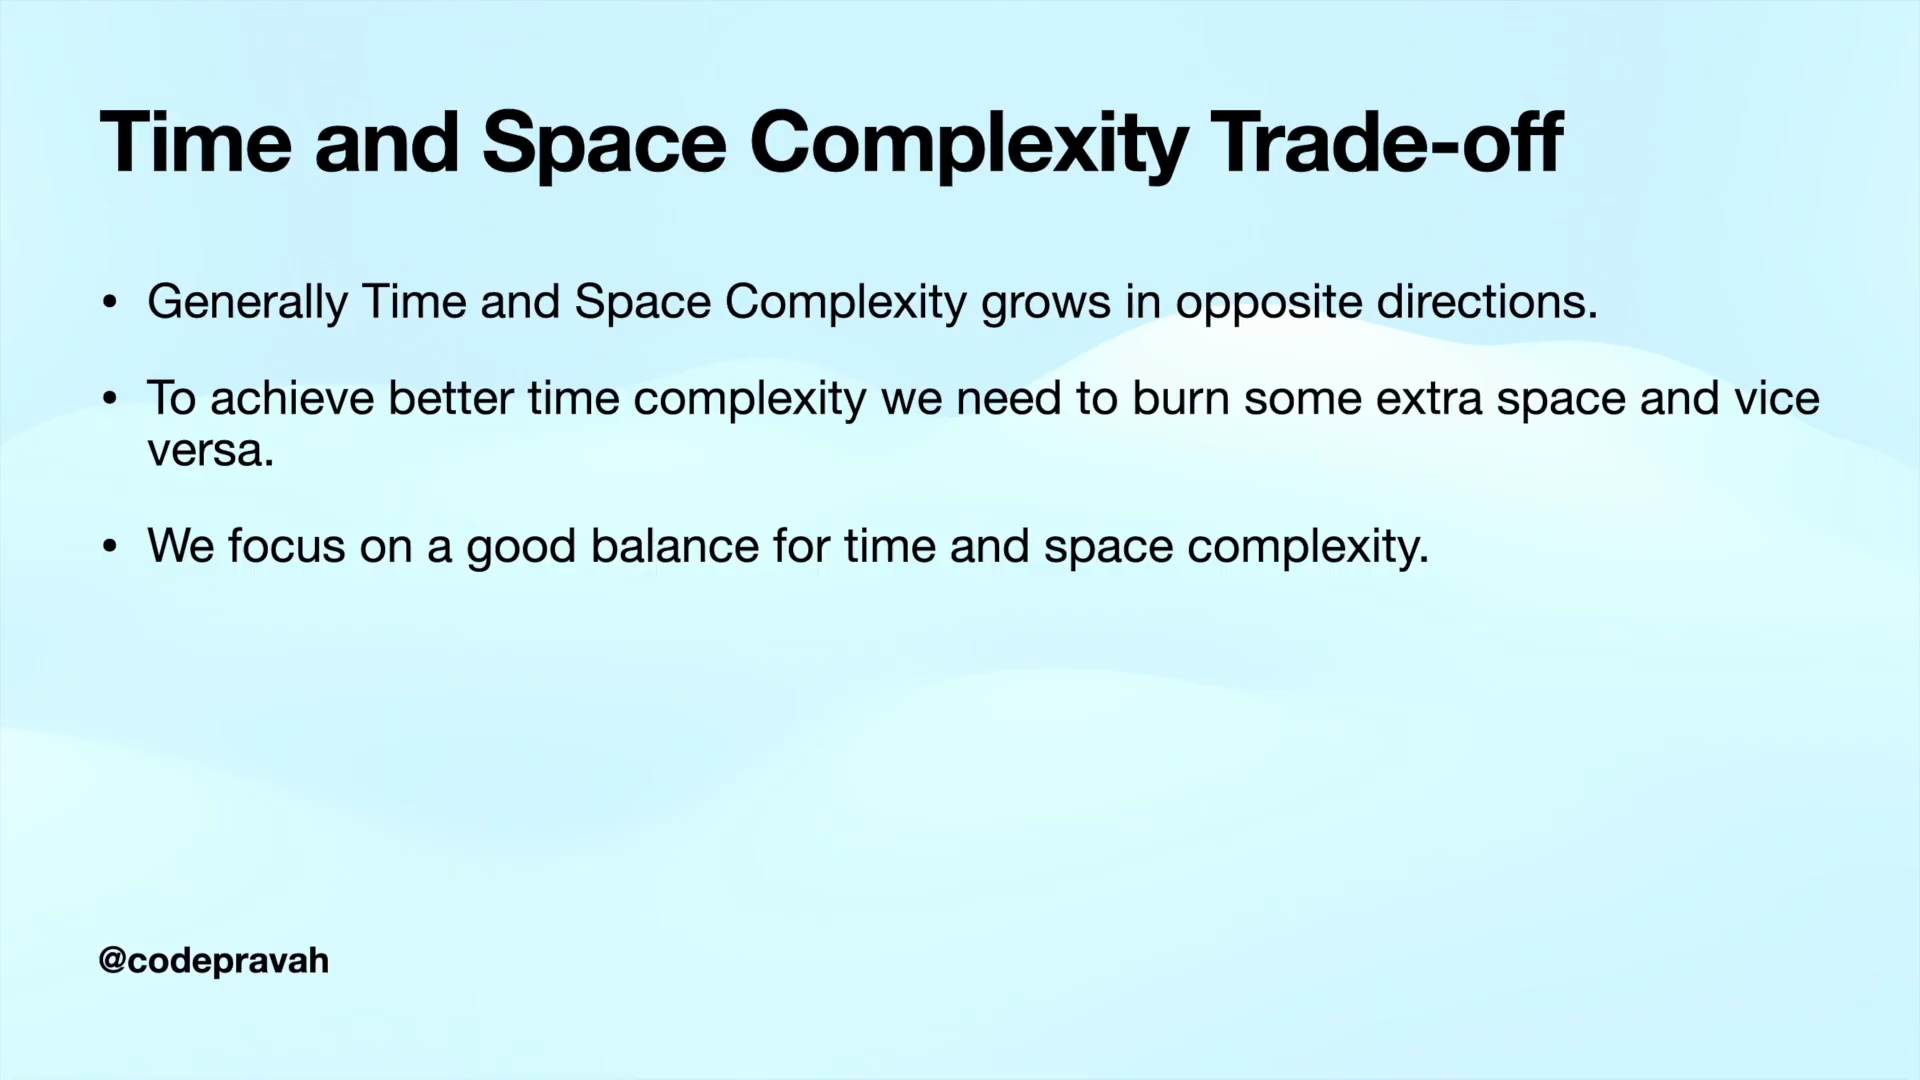 Time and Space Complexity Trade-off
• Generally Time and Space Complexity grows in opposite directions.
• To achieve better time complexity we need to burn some extra space and vice
versa.
• We focus on a good balance for time and space complexity.
@codepravah